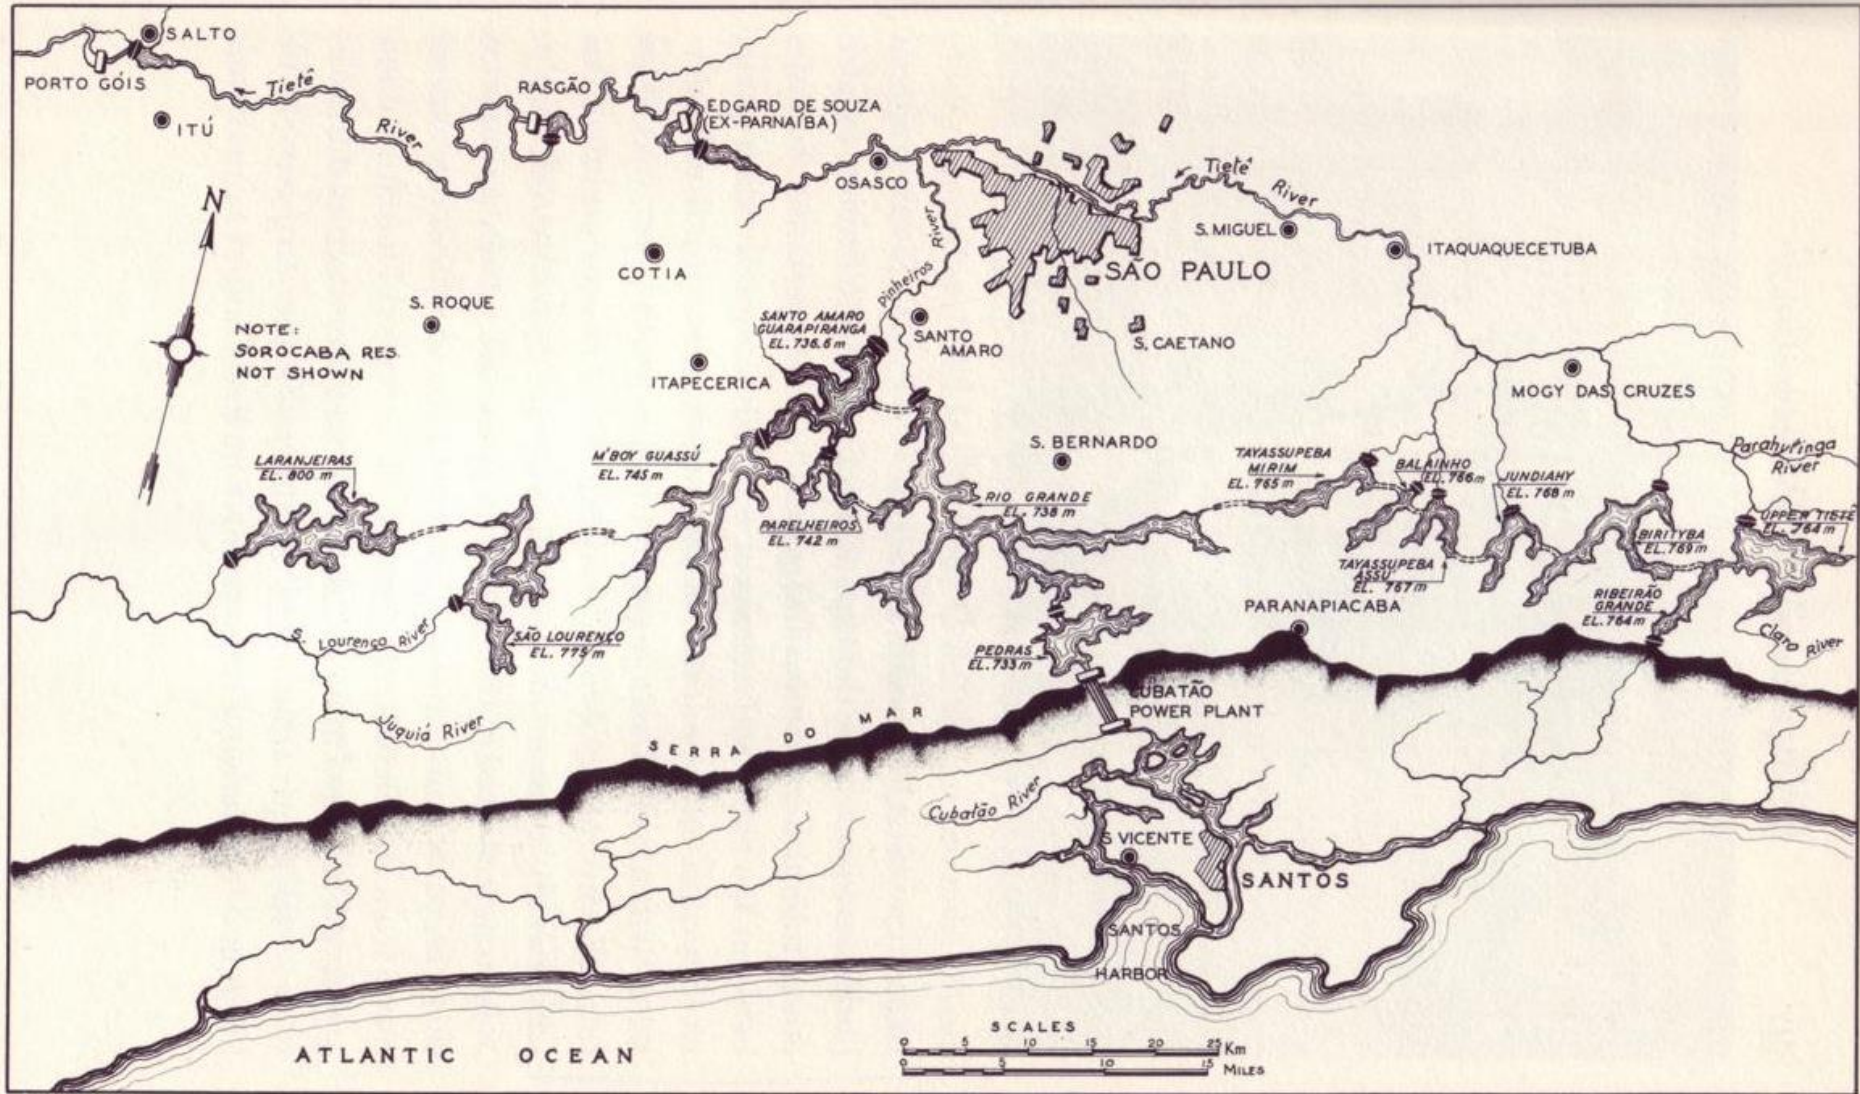 SALTO
PORTO GÓIS
ITÚ
Tietê
River
RASGÃO
EDGARD DE SOUZA
(EX-PARNAÍBA)
OSASCO
Tietê
River
S. MIGUEL
ITAQUAQUECETUBA
SÃO PAULO
N
COTIA
S. ROQUE
NOTE:
SOROCABA RES.
NOT SHOWN
Pinheiros
River
SANTO AMARO
GUARAPIRANGA
EL. 736.6 m
SANTO
AMARO
S. CAETANO
ITAPECERICA
MOGY DAS CRUZES
S. BERNARDO
Parahytinga
River
LARANJEIRAS
EL. 800 m
M'BOY GUASSÚ
EL. 745 m
TAYASSUPEBA
MIRIM
EL. 765 m
BALAINHO
EL. 766 m
JUNDIAHY
EL. 768 m
RIO GRANDE
EL. 738 m
PARELHEIROS
EL. 742 m
UPPER TIETÊ
EL. 764 m
BIRITYBA
EL. 769 m
TAYASSUPEBA
ASSÚ
EL. 767 m
RIBEIRÃO
GRANDE
EL. 764 m
PARANAPIACABA
S. Lourenço River
SÃO LOURENÇO
EL. 775 m
PEDRAS
EL. 733 m
Claro
River
Juquiá River
CUBATÃO
POWER PLANT
SERRA DO MAR
Cubatão River
S VICENTE
SANTOS
SANTOS
HARBOR
ATLANTIC OCEAN
SCALES
0 5 10 15 20 25 Km
0 5 10 15 MILES